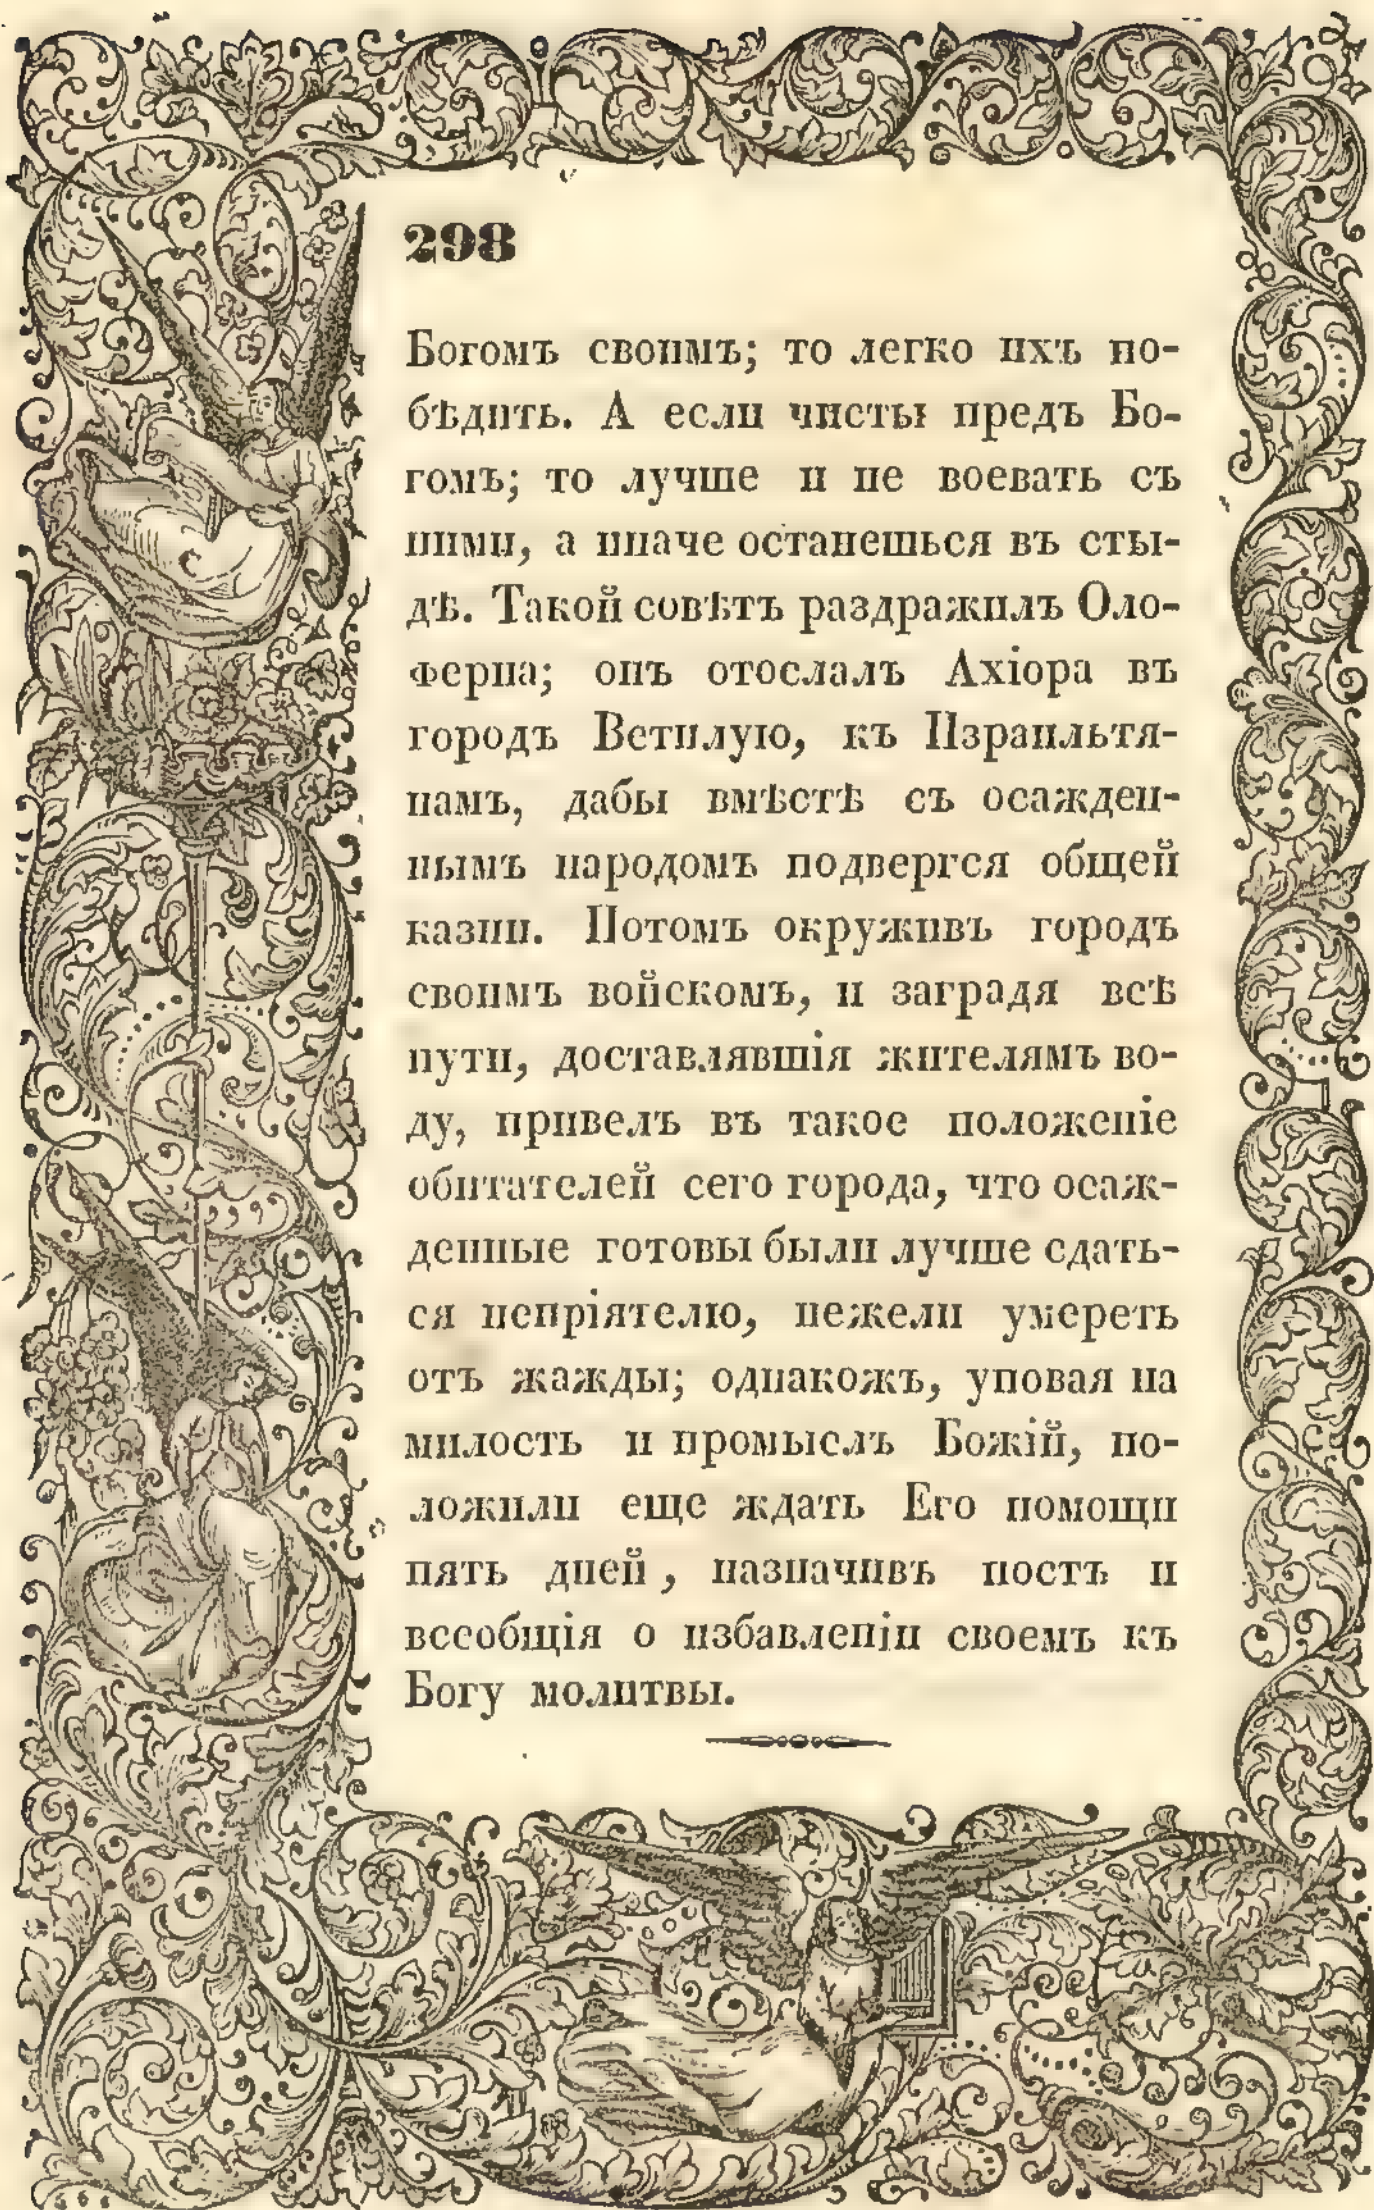 298
Богомъ своимъ; то легко ихъ по-
бѣдить. А если чисты предъ Бо-
гомъ; то лучше и не воевать съ
ними, а иначе останешься въ сты-
дѣ. Такой совѣтъ раздражилъ Оло-
ферна; онъ отослалъ Ахіора въ
городъ Ветилую, къ Израильтя-
намъ, дабы вмѣстѣ съ осажден-
нымъ народомъ подвергся общей
казни. Потомъ окруживъ городъ
своимъ войскомъ, и заградя всѣ
пути, доставлявшія жителямъ во-
ду, привелъ въ такое положеніе
обитателей сего города, что осаж-
денные готовы были лучше сдать-
ся непріятелю, нежели умереть
отъ жажды; однакожъ, уповая на
милость и промыслъ Божій, по-
ложили еще ждать Его помощи
пять дней, назначивъ постъ и
всеобщія о избавленіи своемъ къ
Богу молитвы.